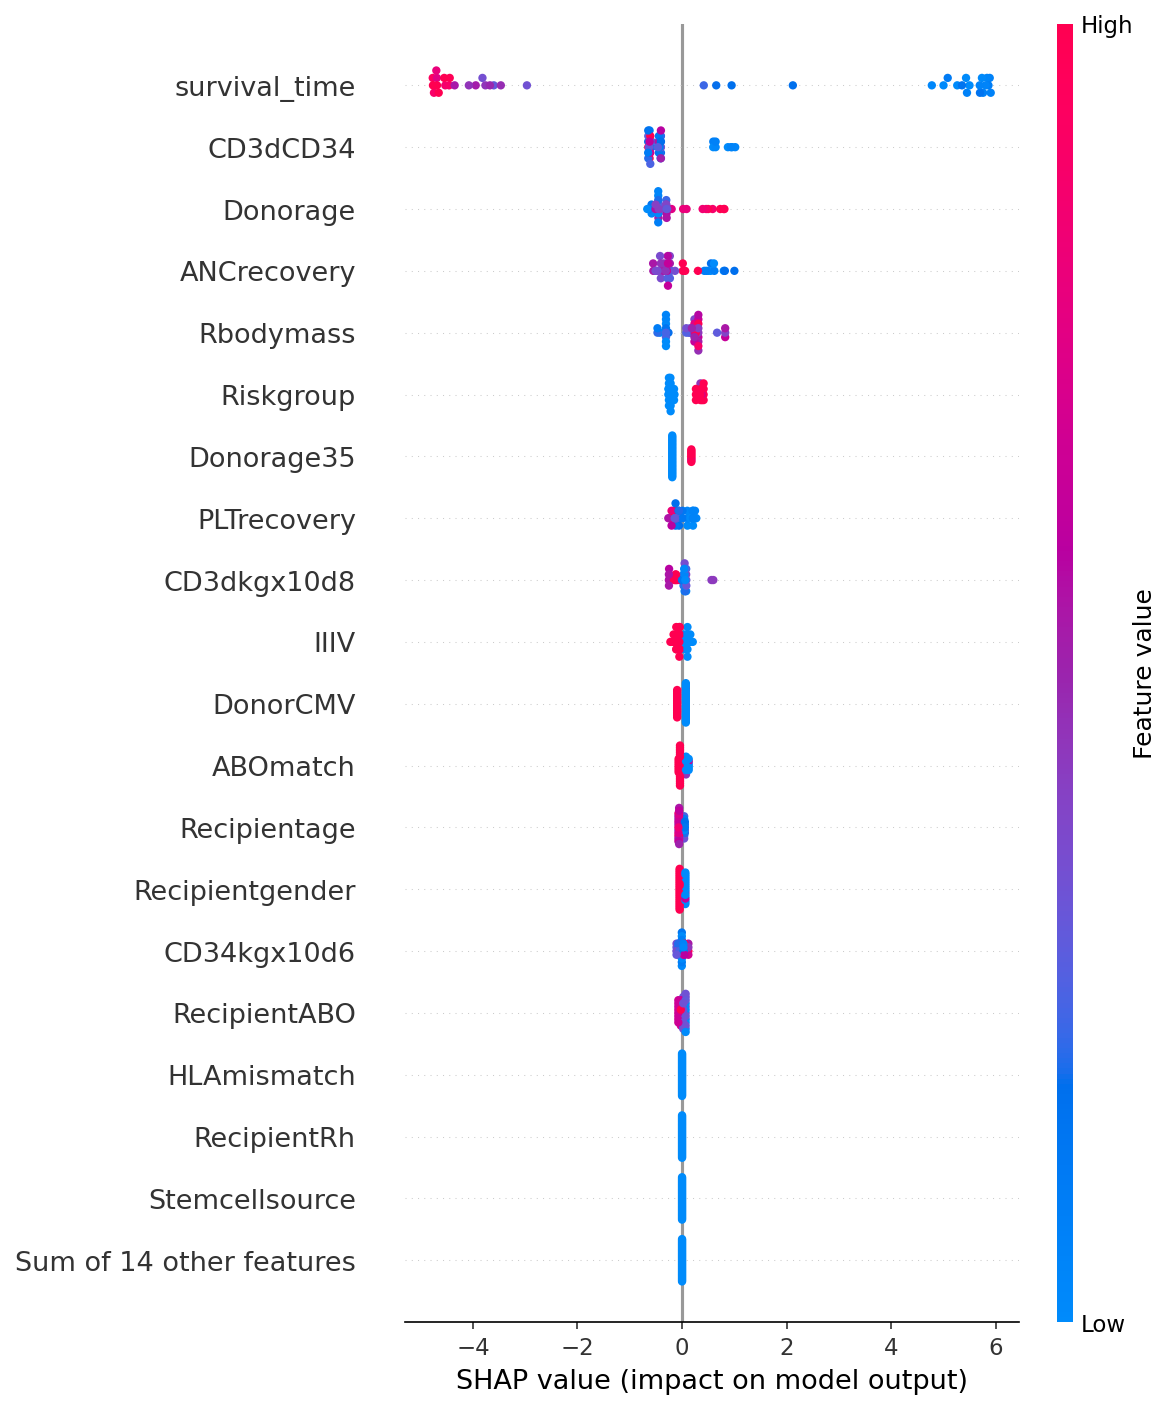 High
survival_time
CD3dCD34
Donorage
ANCrecovery
Rbodymass
Riskgroup
Donorage35
PLTrecovery
CD3dkgx10d8
IIIV
DonorCMV
ABOmatch
Recipientage
Recipientgender
CD34kgx10d6
RecipientABO
HLAmismatch
RecipientRh
Stemcellsource
Sum of 14 other features
Feature value
Low
−4 −2 0 2 4 6
SHAP value (impact on model output)